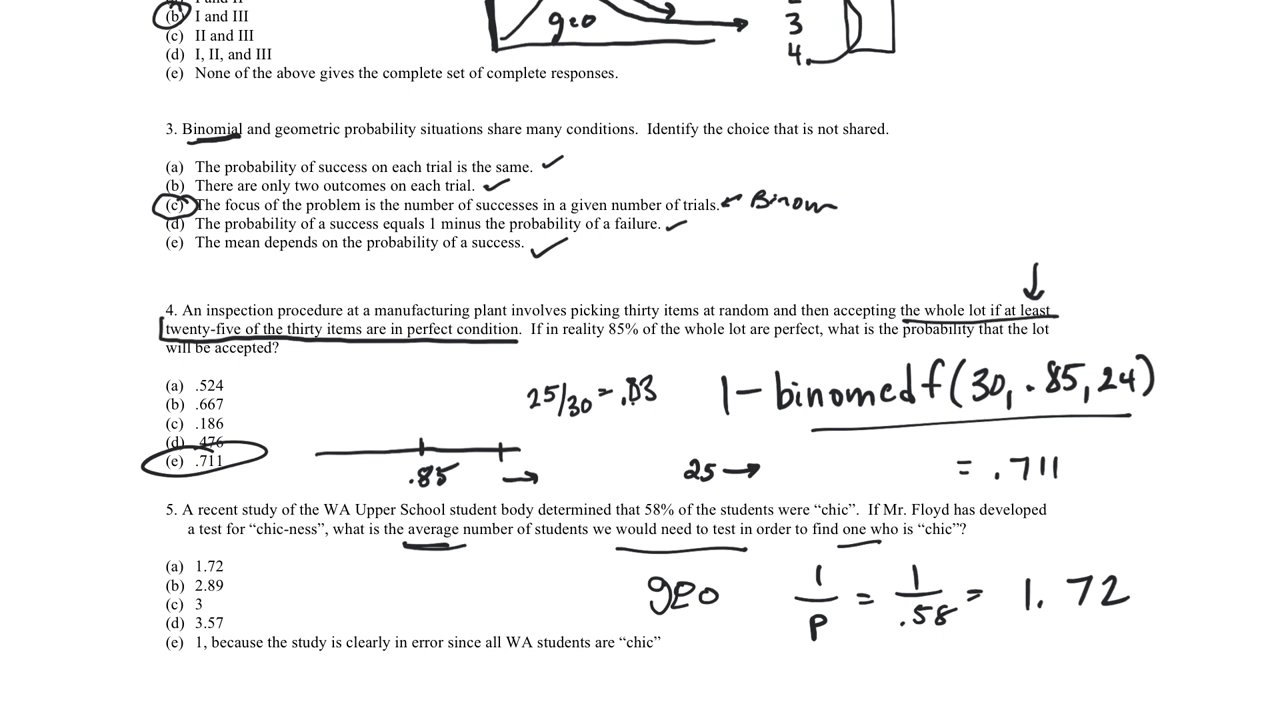 (b) I and III
geo
3
(c) II and III
(d) I, II, and III
4.
(e) None of the above gives the complete set of complete responses.
3. Binomial and geometric probability situations share many conditions. Identify the choice that is not shared.
(a) The probability of success on each trial is the same.
(b) There are only two outcomes on each trial.
(c) The focus of the problem is the number of successes in a given number of trials. Binom
(d) The probability of a success equals 1 minus the probability of a failure.
(e) The mean depends on the probability of a success.
4. An inspection procedure at a manufacturing plant involves picking thirty items at random and then accepting the whole lot if at least
twenty-five of the thirty items are in perfect condition. If in reality 85% of the whole lot are perfect, what is the probability that the lot
will be accepted?
(a) .524
(b) .667
25/30 = .83
1 - binomcdf(30, .85, 24)
(c) .186
(d) .476
(e) .711
.85
25
= .711
5. A recent study of the WA Upper School student body determined that 58% of the students were “chic”. If Mr. Floyd has developed
a test for “chic-ness”, what is the average number of students we would need to test in order to find one who is “chic”?
(a) 1.72
(b) 2.89
(c) 3
(d) 3.57
geo
1/p = 1/.58 = 1.72
(e) 1, because the study is clearly in error since all WA students are “chic”